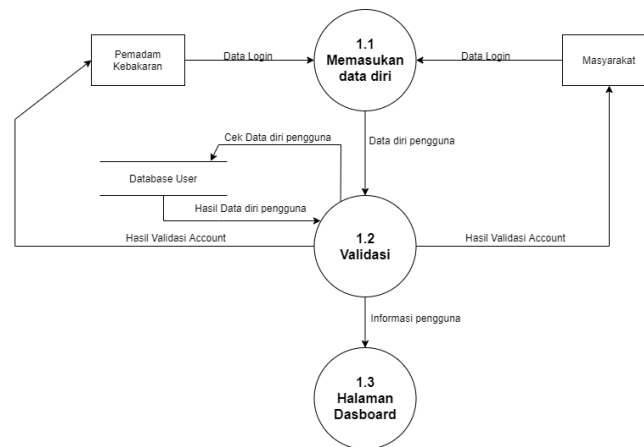 1.1
Memasukan
data diri
Pemadam
Kebakaran
Data Login
Data Login
Masyarakat
Data diri pengguna
Cek Data diri pengguna
Database User
Hasil Data diri pengguna
1.2
Validasi
Hasil Validasi Account
Hasil Validasi Account
Informasi pengguna
1.3
Halaman
Dasboard